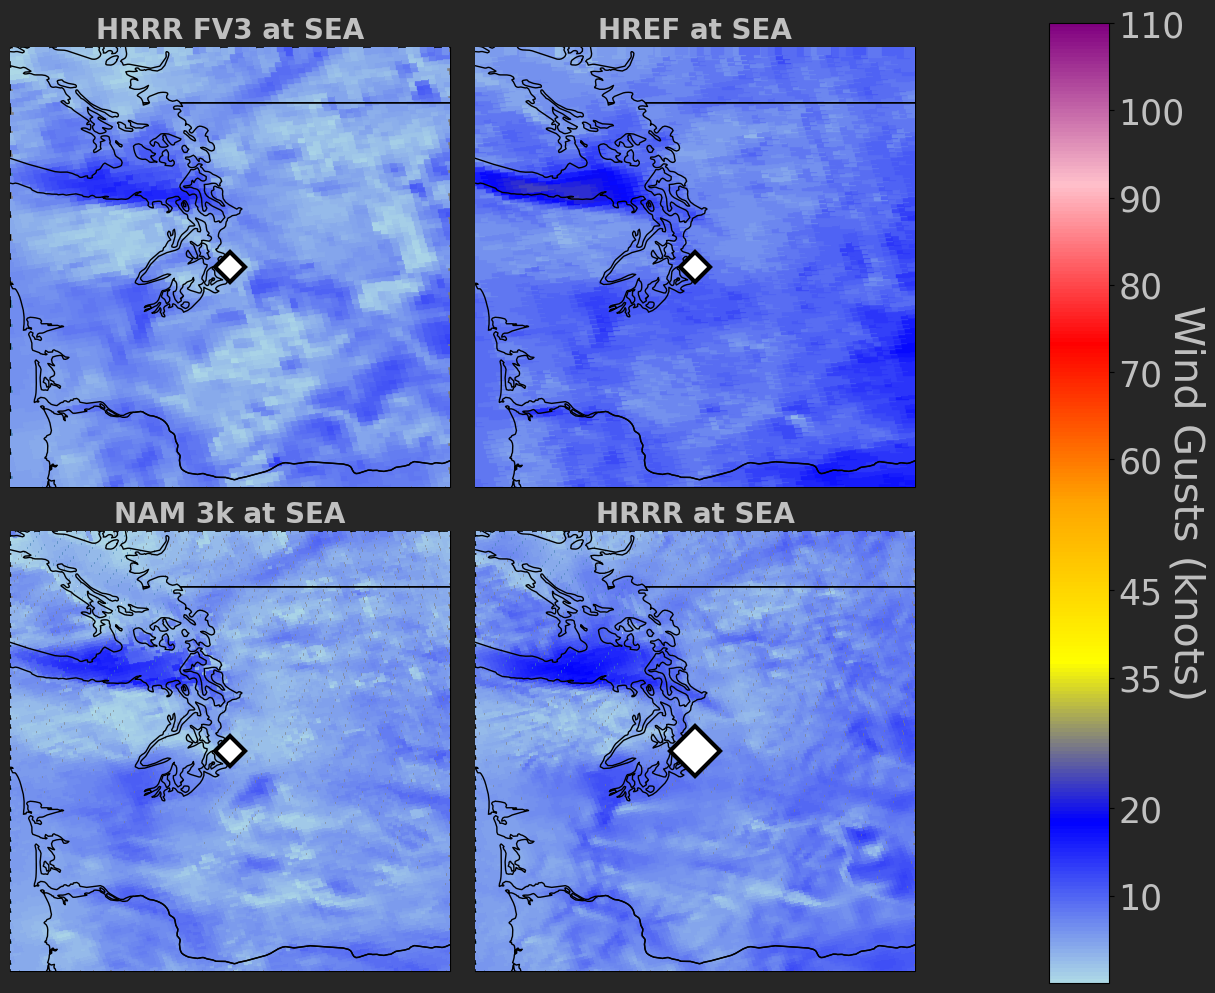 HRRR FV3 at SEA
HREF at SEA
NAM 3k at SEA
HRRR at SEA
110
100
90
80
70
60
45
35
20
10
Wind Gusts (knots)